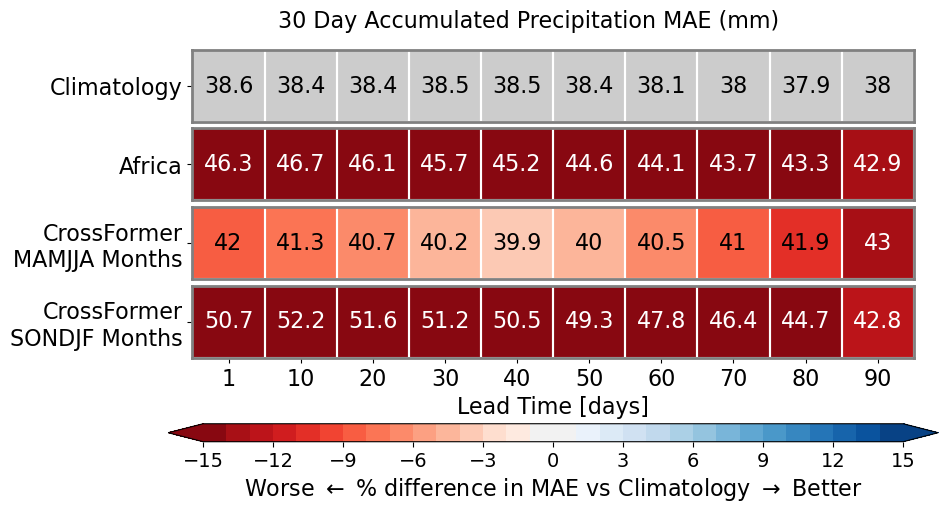 30 Day Accumulated Precipitation MAE (mm)
Climatology 38.6 38.4 38.4 38.5 38.5 38.4 38.1 38 37.9 38
Africa 46.3 46.7 46.1 45.7 45.2 44.6 44.1 43.7 43.3 42.9
CrossFormer
MAMJJA Months 42 41.3 40.7 40.2 39.9 40 40.5 41 41.9 43
CrossFormer
SONDJF Months 50.7 52.2 51.6 51.2 50.5 49.3 47.8 46.4 44.7 42.8
1 10 20 30 40 50 60 70 80 90
Lead Time [days]
−15 −12 −9 −6 −3 0 3 6 9 12 15
Worse ← % difference in MAE vs Climatology → Better